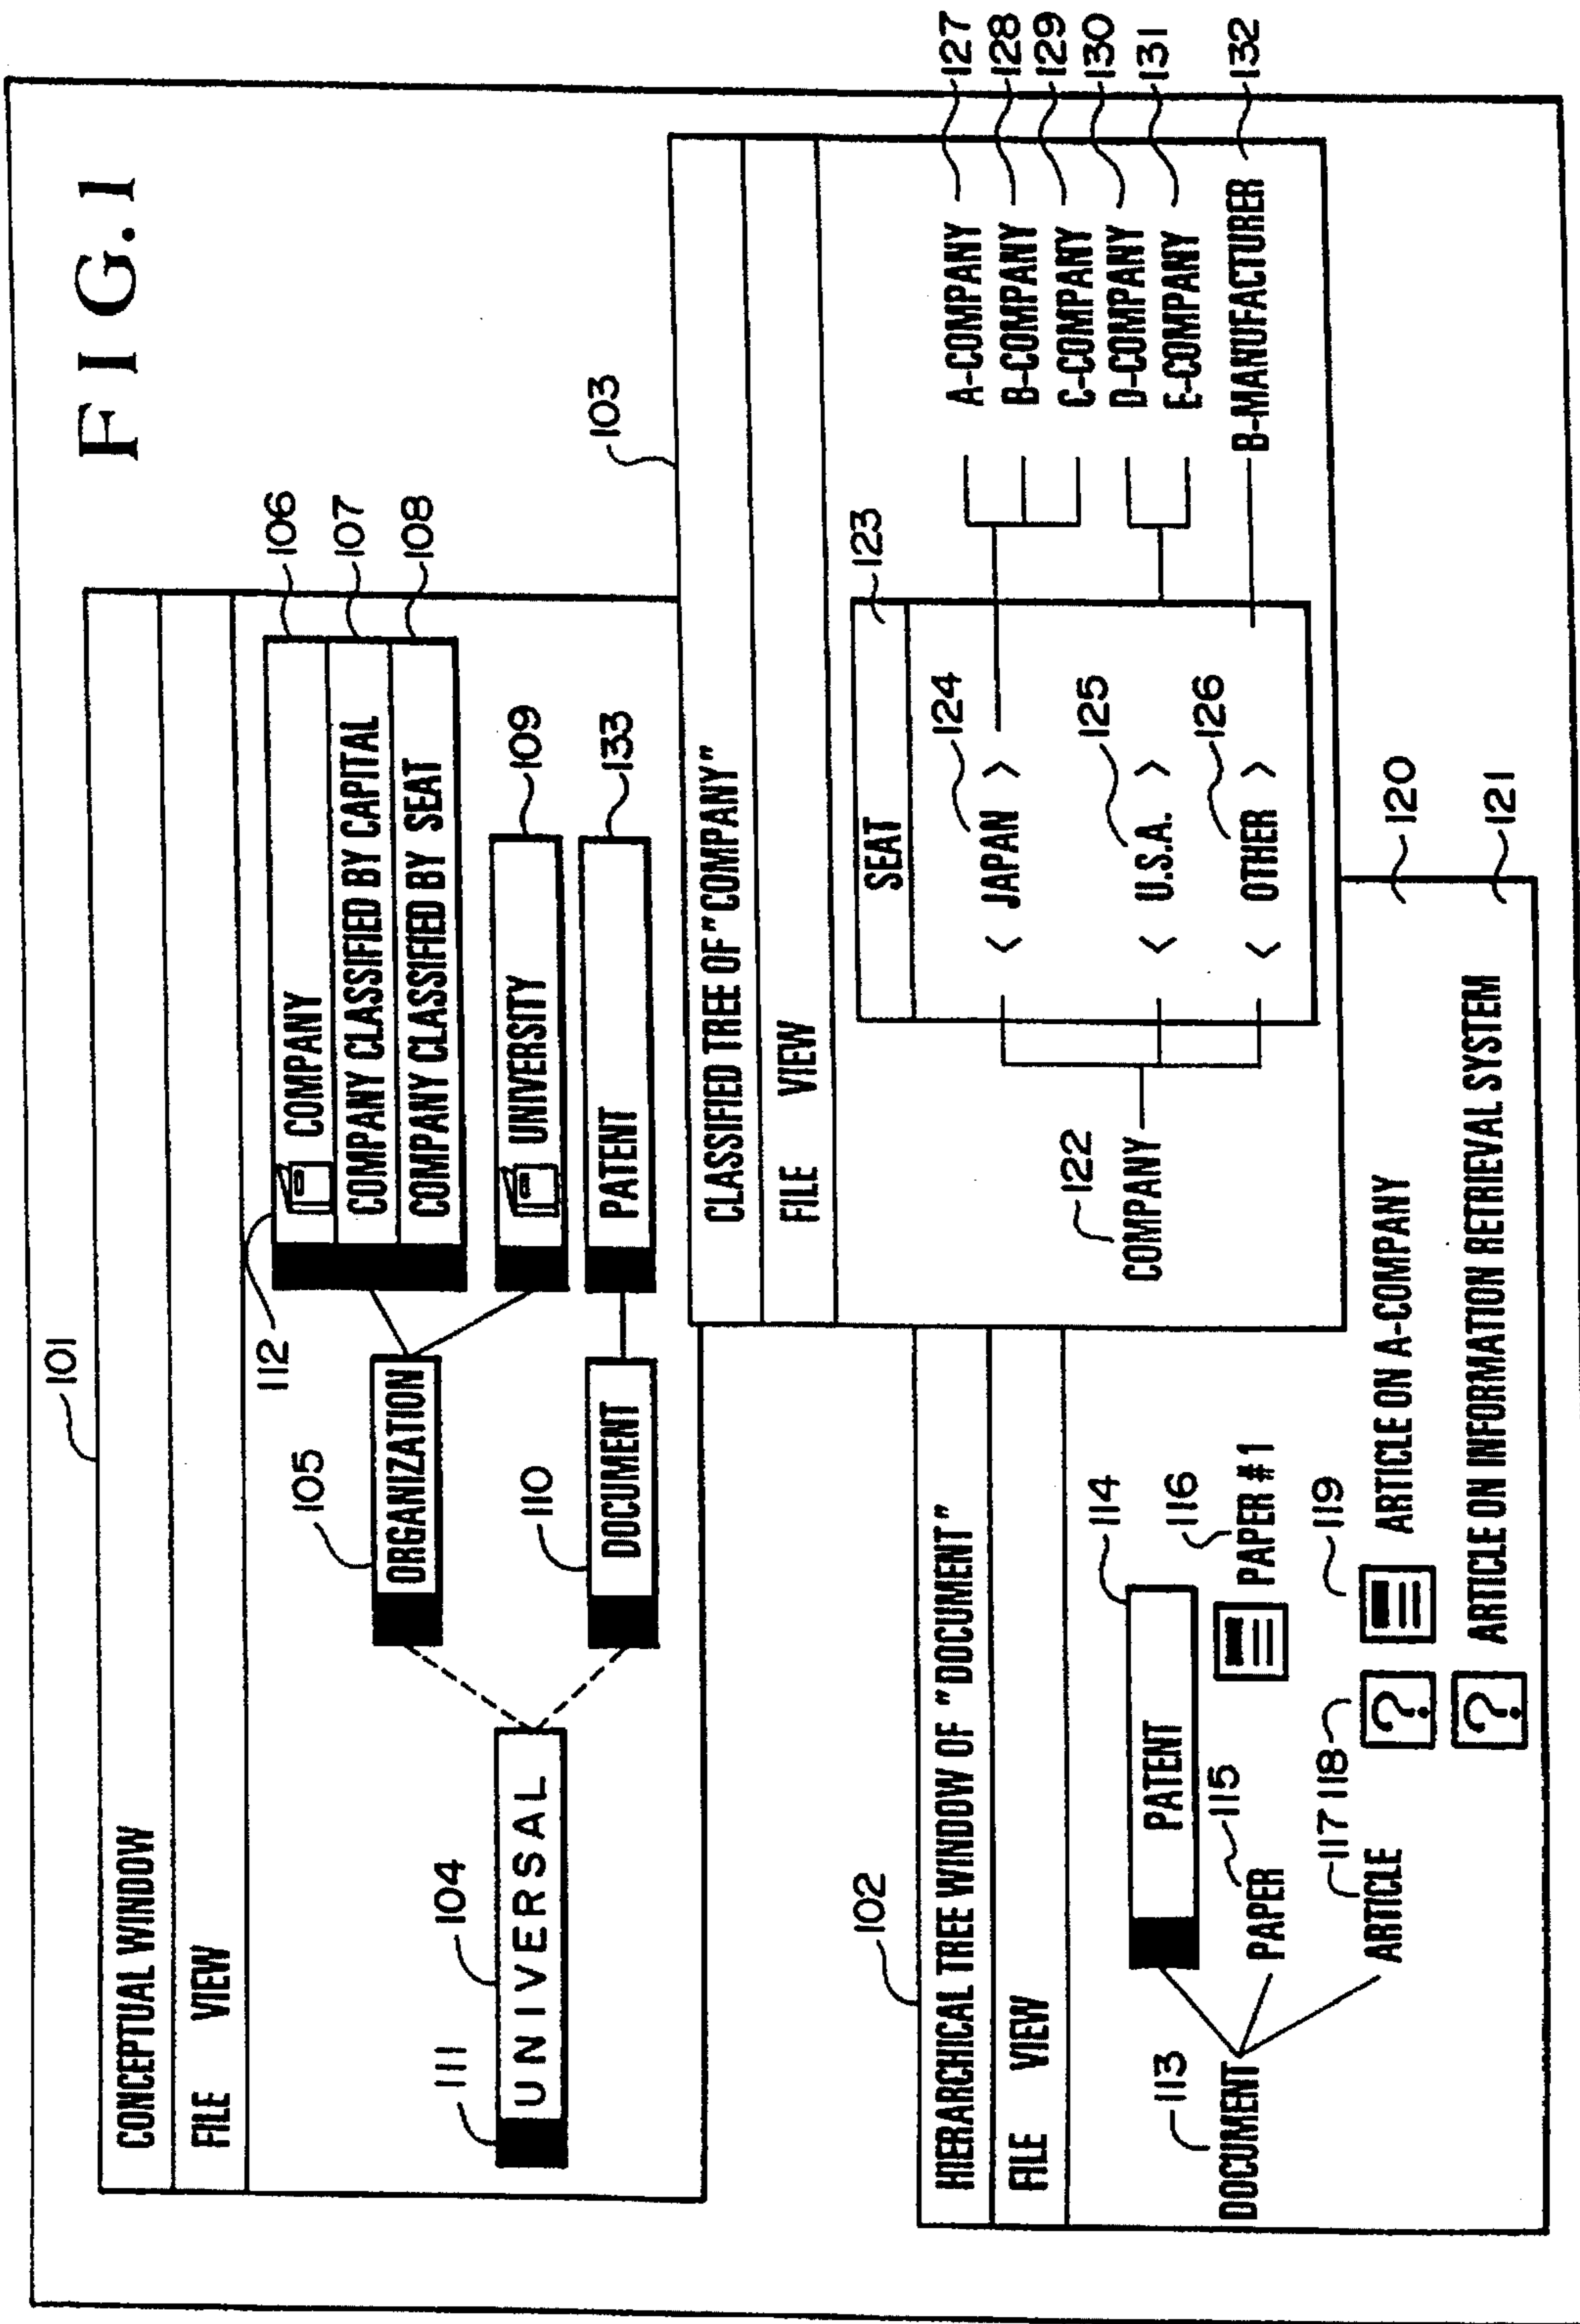 FIG.1
101
CONCEPTUAL WINDOW
FILE VIEW
112
COMPANY
106
COMPANY CLASSIFIED BY CAPITAL
107
COMPANY CLASSIFIED BY SEAT
108
105
ORGANIZATION
UNIVERSITY
109
111
104
UNIVERSAL
110
DOCUMENT
PATENT
133
103
CLASSIFIED TREE OF "COMPANY"
FILE VIEW
SEAT
123
122
COMPANY
< JAPAN >
124
< U.S.A. >
125
< OTHER >
126
A-COMPANY
127
B-COMPANY
128
C-COMPANY
129
D-COMPANY
130
E-COMPANY
131
B-MANUFACTURER
132
102
HIERARCHICAL TREE WINDOW OF "DOCUMENT"
FILE VIEW
113
DOCUMENT
PATENT
114
115
PAPER
116
PAPER #1
117
ARTICLE
118
?
119
ARTICLE ON A-COMPANY
120
?
ARTICLE ON INFORMATION RETRIEVAL SYSTEM
121